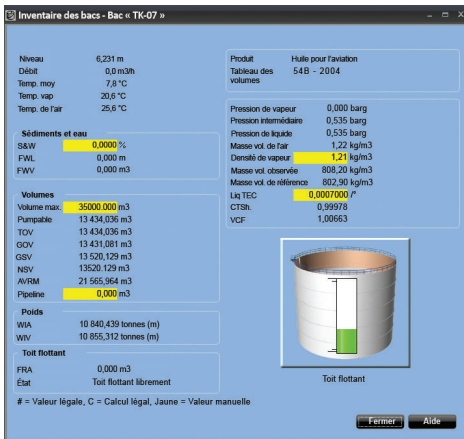 Inventaire des bacs - Bac « TK-07 »
Niveau 6,231 m
Débit 0,0 m3/h
Temp. moy 7,8 °C
Temp. vap 20,6 °C
Temp. de l'air 25,6 °C
Sédiments et eau
S&W 0,0000 %
FWL 0,000 m
FWV 0,000 m3
Volumes
Volume max. 35000.000 m3
Pumpable 13 434,036 m3
TOV 13 434,036 m3
GOV 13 431,081 m3
GSV 13 520,129 m3
NSV 13520.129 m3
AVRM 21 565,964 m3
Pipeline 0,000 m3
Poids
WIA 10 840,439 tonnes (m)
WIV 10 855,312 tonnes (m)
Toit flottant
FRA 0,000 m3
État Toit flottant librement
Produit Huile pour l'aviation
Tableau des volumes 54B - 2004
Pression de vapeur 0,000 barg
Pression intermédiaire 0,535 barg
Pression de liquide 0,535 barg
Masse vol. de l'air 1,22 kg/m3
Densité de vapeur 1,21 kg/m3
Masse vol. observée 808,20 kg/m3
Masse vol. de référence 802,90 kg/m3
Liq TEC 0,0007000 /°
CTSh. 0,99978
VCF 1,00663
Toit flottant
# = Valeur légale, C = Calcul légal, Jaune = Valeur manuelle
Fermer Aide